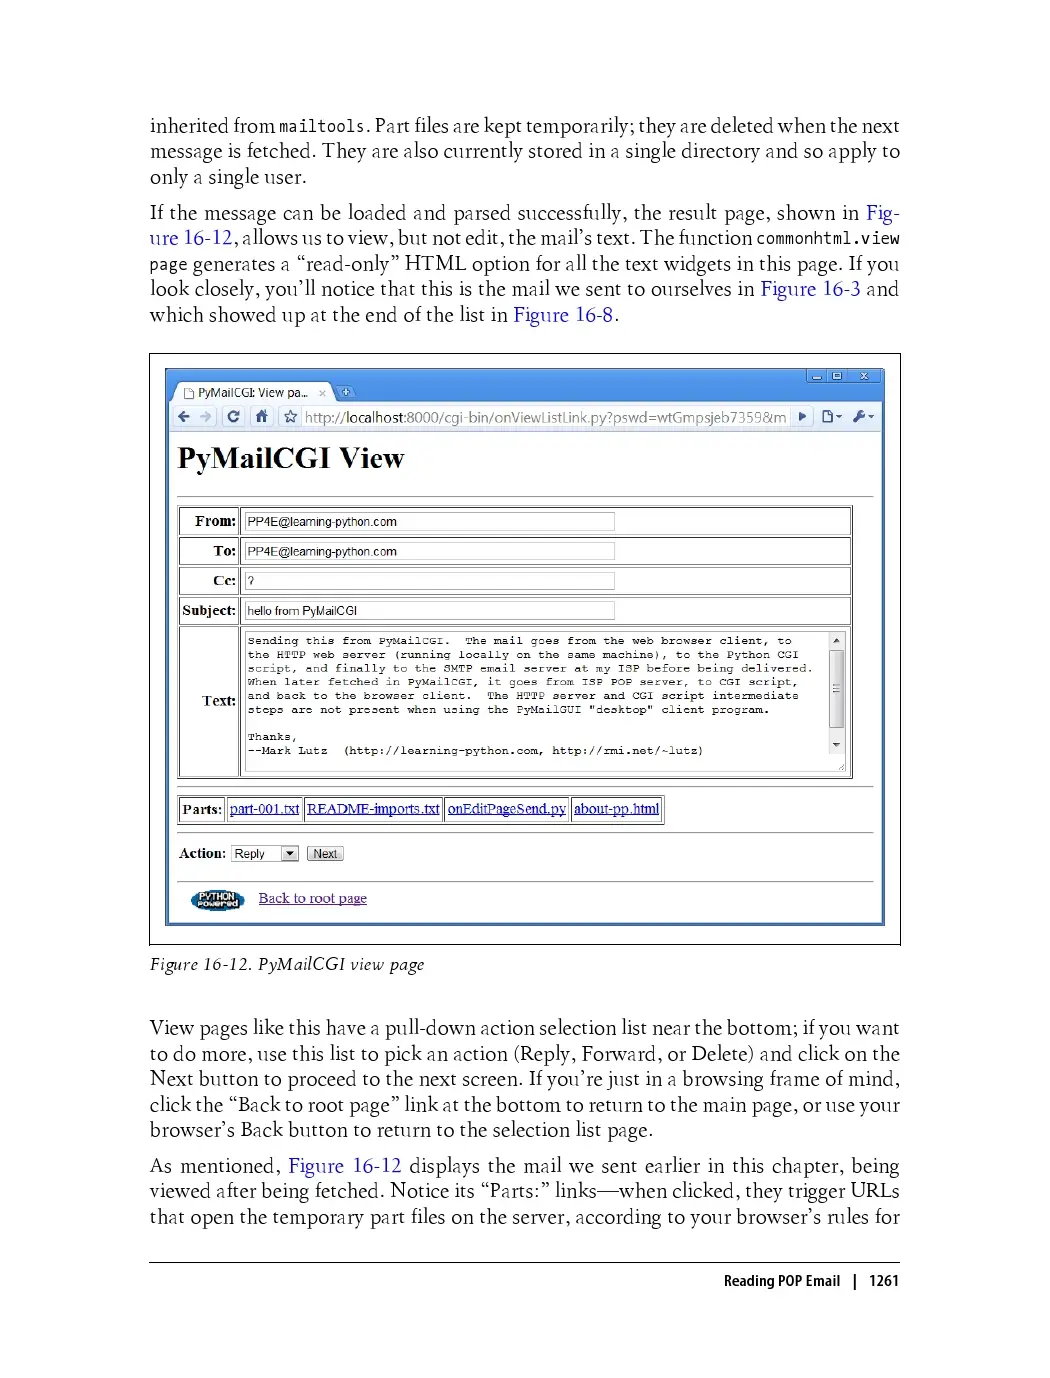 inherited from mailtools. Part files are kept temporarily; they are deleted when the next
message is fetched. They are also currently stored in a single directory and so apply to
only a single user.
If the message can be loaded and parsed successfully, the result page, shown in Fig-
ure 16-12, allows us to view, but not edit, the mail’s text. The function commonhtml.view
page generates a “read-only” HTML option for all the text widgets in this page. If you
look closely, you’ll notice that this is the mail we sent to ourselves in Figure 16-3 and
which showed up at the end of the list in Figure 16-8.
PyMailCGI: View pa...
http://localhost:8000/cgi-bin/onViewListLink.py?pswd=wtGmpsjeb7359&m
PyMailCGI View
From: PP4E@learning-python.com
To: PP4E@learning-python.com
Cc: ?
Subject: hello from PyMailCGI
Sending this from PyMailCGI.  The mail goes from the web browser client, to
the HTTP web server (running locally on the same machine), to the Python CGI
script, and finally to the SMTP email server at my ISP before being delivered.
When later fetched in PyMailCGI, it goes from ISP POP server, to CGI script,
and back to the browser client.  The HTTP server and CGI script intermediate
Text: steps are not present when using the PyMailGUI "desktop" client program.
Thanks,
--Mark Lutz  (http://learning-python.com, http://rmi.net/~lutz)
Parts: part-001.txt README-imports.txt onEditPageSend.py about-pp.html
Action: Reply Next
PYTHON Powered Back to root page
Figure 16-12. PyMailCGI view page
View pages like this have a pull-down action selection list near the bottom; if you want
to do more, use this list to pick an action (Reply, Forward, or Delete) and click on the
Next button to proceed to the next screen. If you’re just in a browsing frame of mind,
click the “Back to root page” link at the bottom to return to the main page, or use your
browser’s Back button to return to the selection list page.
As mentioned, Figure 16-12 displays the mail we sent earlier in this chapter, being
viewed after being fetched. Notice its “Parts:” links—when clicked, they trigger URLs
that open the temporary part files on the server, according to your browser’s rules for
Reading POP Email | 1261